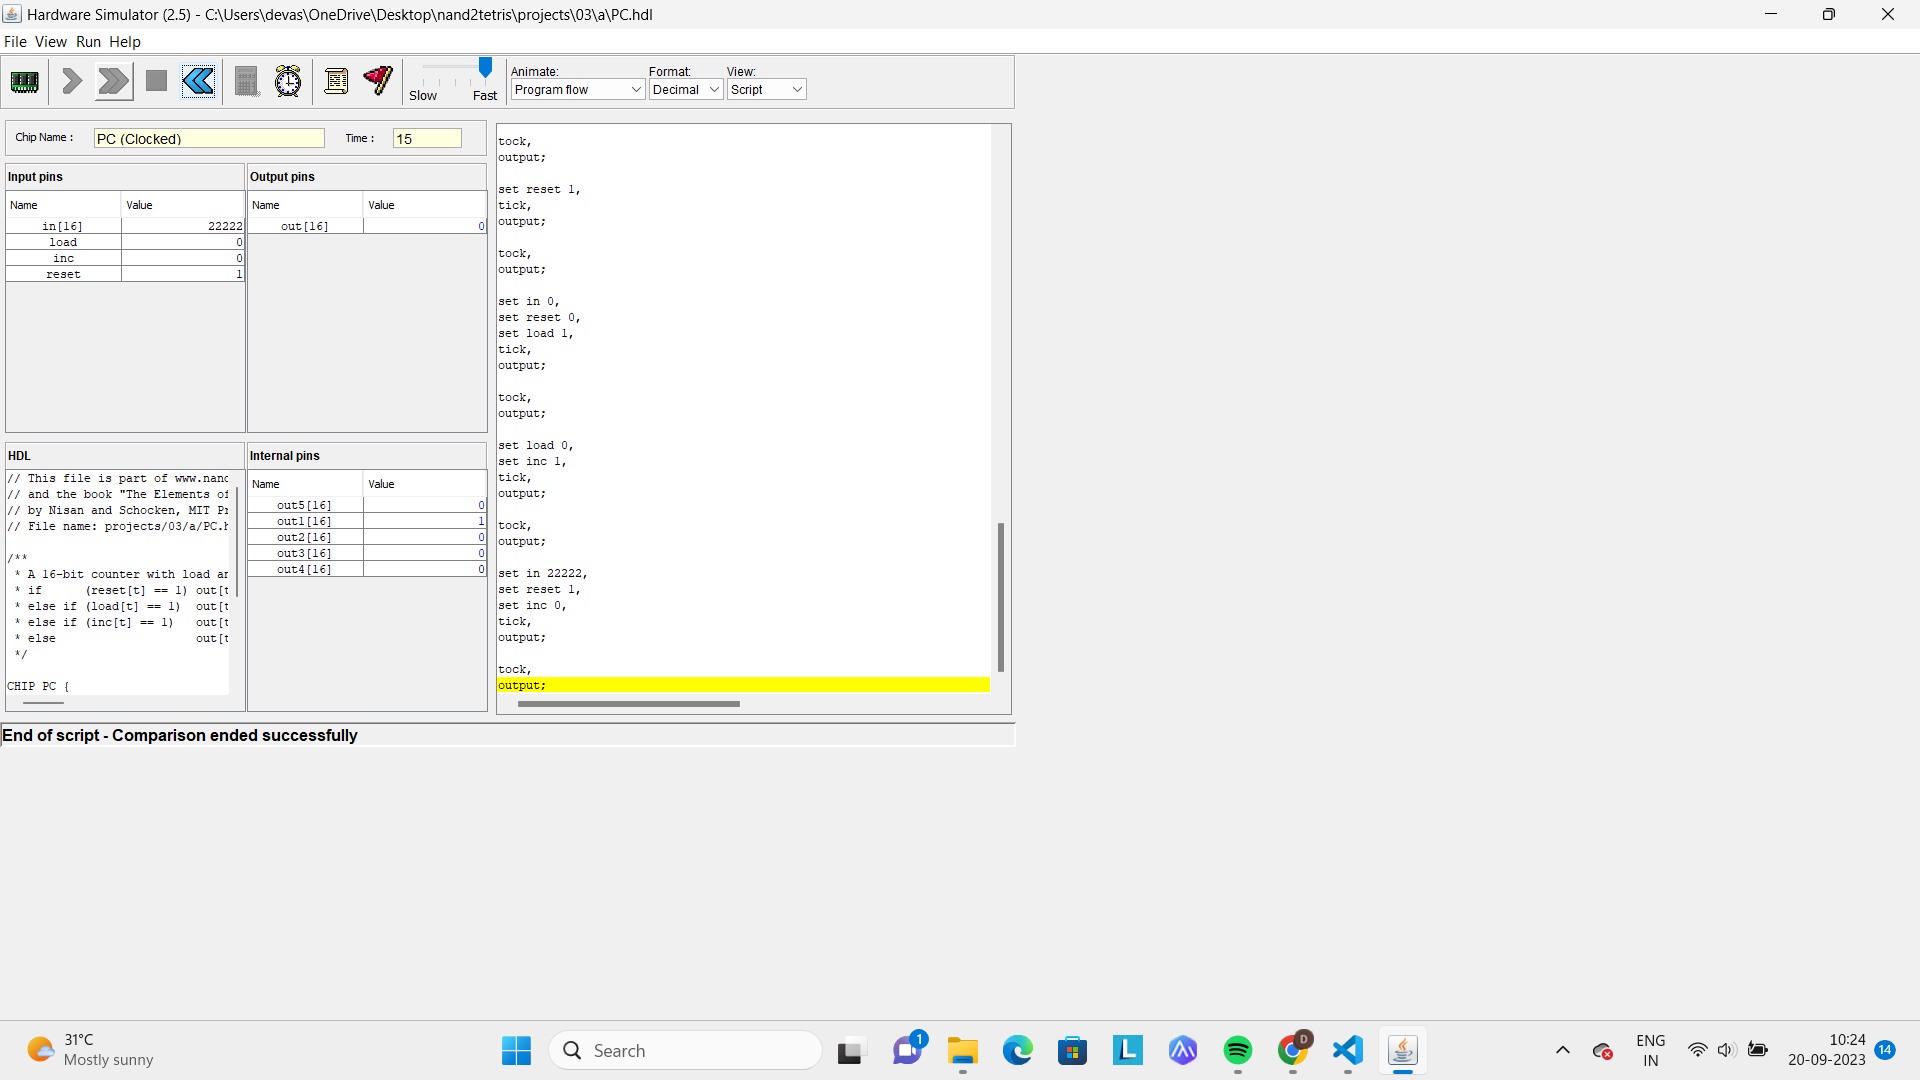 Hardware Simulator (2.5) - C:\Users\devas\OneDrive\Desktop\nand2tetris\projects\03\a\PC.hdl
File View Run Help
Slow Fast
Animate: Format: View:
Program flow Decimal Script
Chip Name : PC (Clocked) Time : 15
Input pins
Name Value
in[16] 22222
load 0
inc 0
reset 1
Output pins
Name Value
out[16] 0
HDL
// This file is part of www.nand
// and the book "The Elements of
// by Nisan and Schocken, MIT Pr
// File name: projects/03/a/PC.h
/**
* A 16-bit counter with load an
* if (reset[t] == 1) out[t
* else if (load[t] == 1) out[t
* else if (inc[t] == 1) out[t
* else out[t
*/
CHIP PC {
Internal pins
Name Value
out5[16] 0
out1[16] 1
out2[16] 0
out3[16] 0
out4[16] 0
tock,
output;
set reset 1,
tick,
output;
tock,
output;
set in 0,
set reset 0,
set load 1,
tick,
output;
tock,
output;
set load 0,
set inc 1,
tick,
output;
tock,
output;
set in 22222,
set reset 1,
set inc 0,
tick,
output;
tock,
output;
End of script - Comparison ended successfully
31°C
Mostly sunny
Search
1
L
D
ENG
IN
10:24
20-09-2023
14